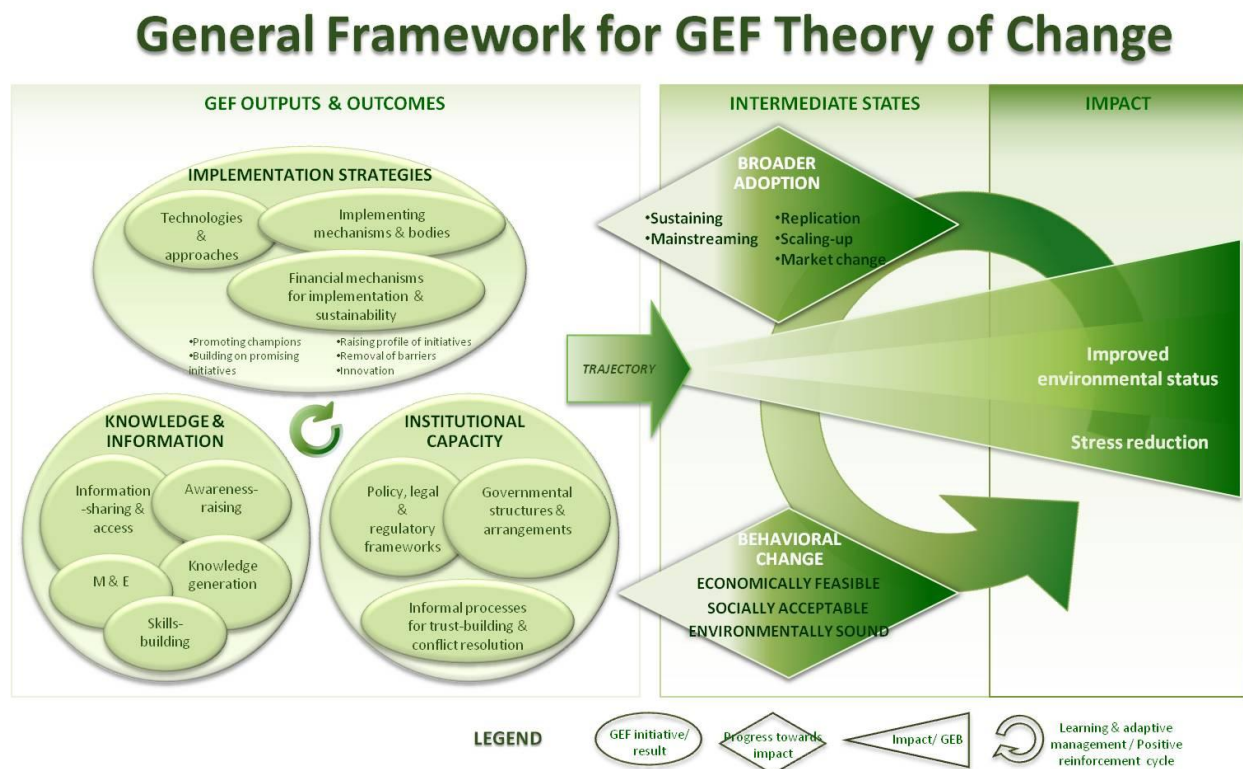 General Framework for GEF Theory of Change
GEF OUTPUTS & OUTCOMES
IMPLEMENTATION STRATEGIES
Technologies
&
approaches
Implementing
mechanisms & bodies
Financial mechanisms
for implementation &
sustainability
•Promoting champions
•Building on promising
initiatives
•Raising profile of initiatives
•Removal of barriers
•Innovation
KNOWLEDGE &
INFORMATION
Information
-sharing &
access
Awareness-
raising
M & E
Knowledge
generation
Skills-
building
INSTITUTIONAL
CAPACITY
Policy, legal
&
regulatory
frameworks
Governmental
structures &
arrangements
Informal processes
for trust-building &
conflict resolution
TRAJECTORY
INTERMEDIATE STATES
BROADER
ADOPTION
•Sustaining
•Mainstreaming
•Replication
•Scaling-up
•Market change
BEHAVIORAL
CHANGE
ECONOMICALLY FEASIBLE
SOCIALLY ACCEPTABLE
ENVIRONMENTALLY SOUND
IMPACT
Improved
environmental status
Stress reduction
LEGEND
GEF initiative/
result
Progress towards
impact
Impact/ GEB
Learning & adaptive
management / Positive
reinforcement cycle